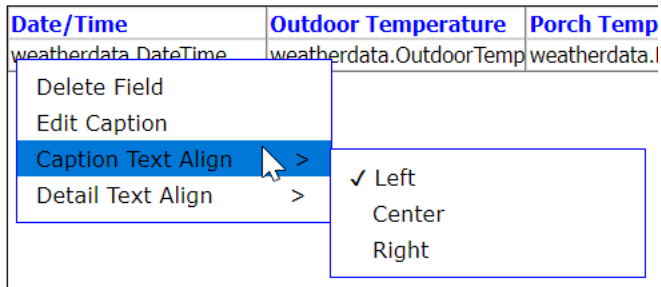 Date/Time Outdoor Temperature Porch Temp
weatherdata.DateTime weatherdata.OutdoorTemp weatherdata.
Delete Field
Edit Caption
Caption Text Align >
Detail Text Align >
✓ Left
Center
Right